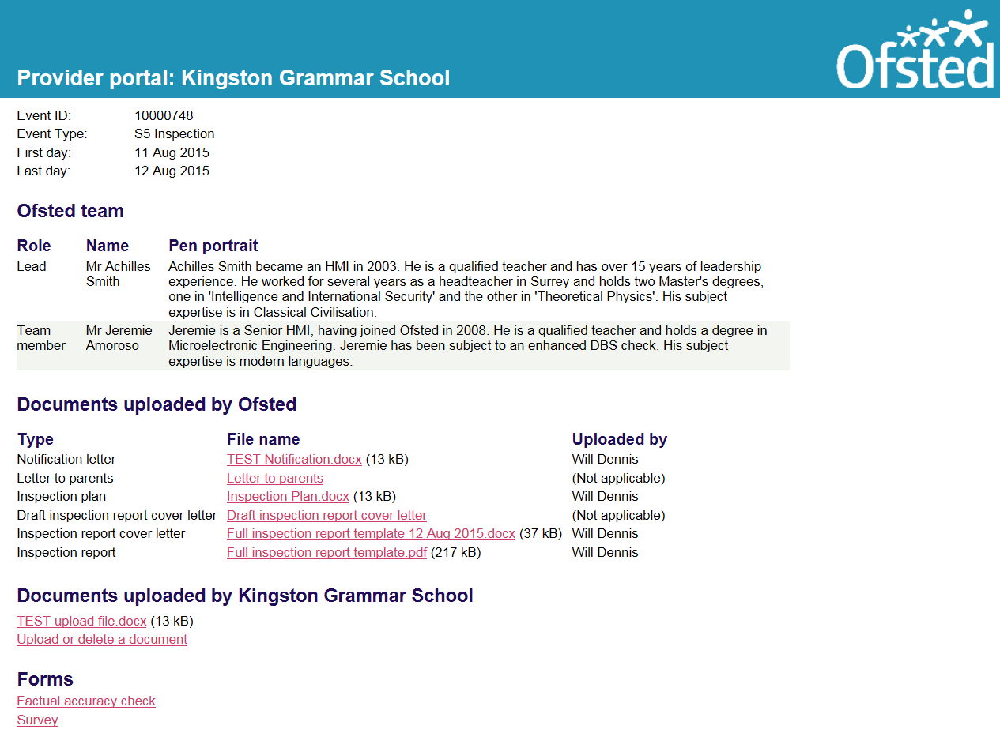 Ofsted
Provider portal: Kingston Grammar School
Event ID: 10000748
Event Type: S5 Inspection
First day: 11 Aug 2015
Last day: 12 Aug 2015
Ofsted team
Role Name Pen portrait
Lead Mr Achilles Smith Achilles Smith became an HMI in 2003. He is a qualified teacher and has over 15 years of leadership
experience. He worked for several years as a headteacher in Surrey and holds two Master's degrees,
one in 'Intelligence and International Security' and the other in 'Theoretical Physics'. His subject
expertise is in Classical Civilisation.
Team member Mr Jeremie Amoroso Jeremie is a Senior HMI, having joined Ofsted in 2008. He is a qualified teacher and holds a degree in
Microelectronic Engineering. Jeremie has been subject to an enhanced DBS check. His subject
expertise is modern languages.
Documents uploaded by Ofsted
Type File name Uploaded by
Notification letter TEST Notification.docx (13 kB) Will Dennis
Letter to parents Letter to parents (Not applicable)
Inspection plan Inspection Plan.docx (13 kB) Will Dennis
Draft inspection report cover letter Draft inspection report cover letter (Not applicable)
Inspection report cover letter Full inspection report template 12 Aug 2015.docx (37 kB) Will Dennis
Inspection report Full inspection report template.pdf (217 kB) Will Dennis
Documents uploaded by Kingston Grammar School
TEST upload file.docx (13 kB)
Upload or delete a document
Forms
Factual accuracy check
Survey